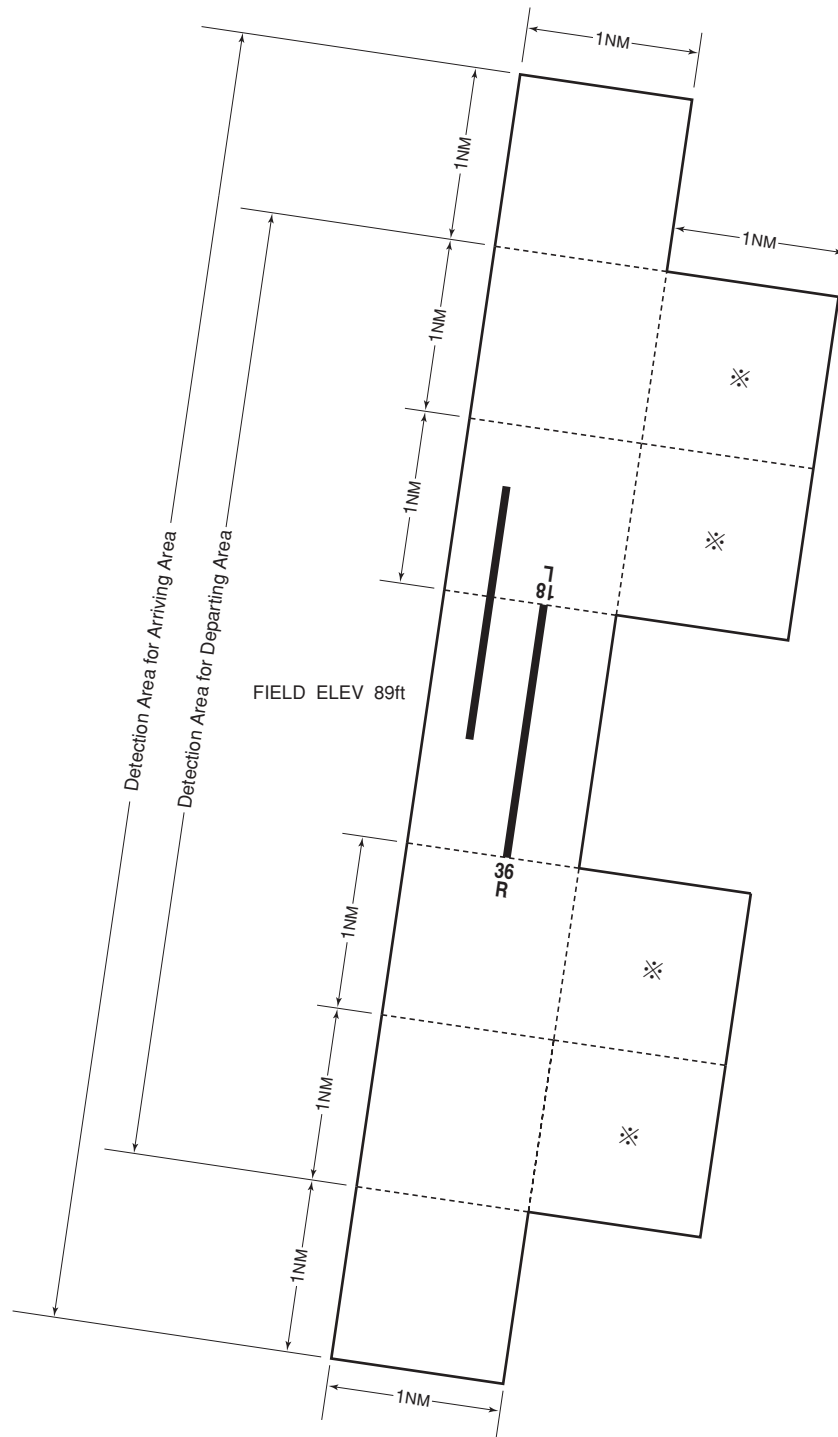 1NM
1NM
1NM
1NM
1NM
※
※
Detection Area for Arriving Area
Detection Area for Departing Area
18
L
FIELD ELEV 89ft
36
R
1NM
※
1NM
※
1NM
1NM